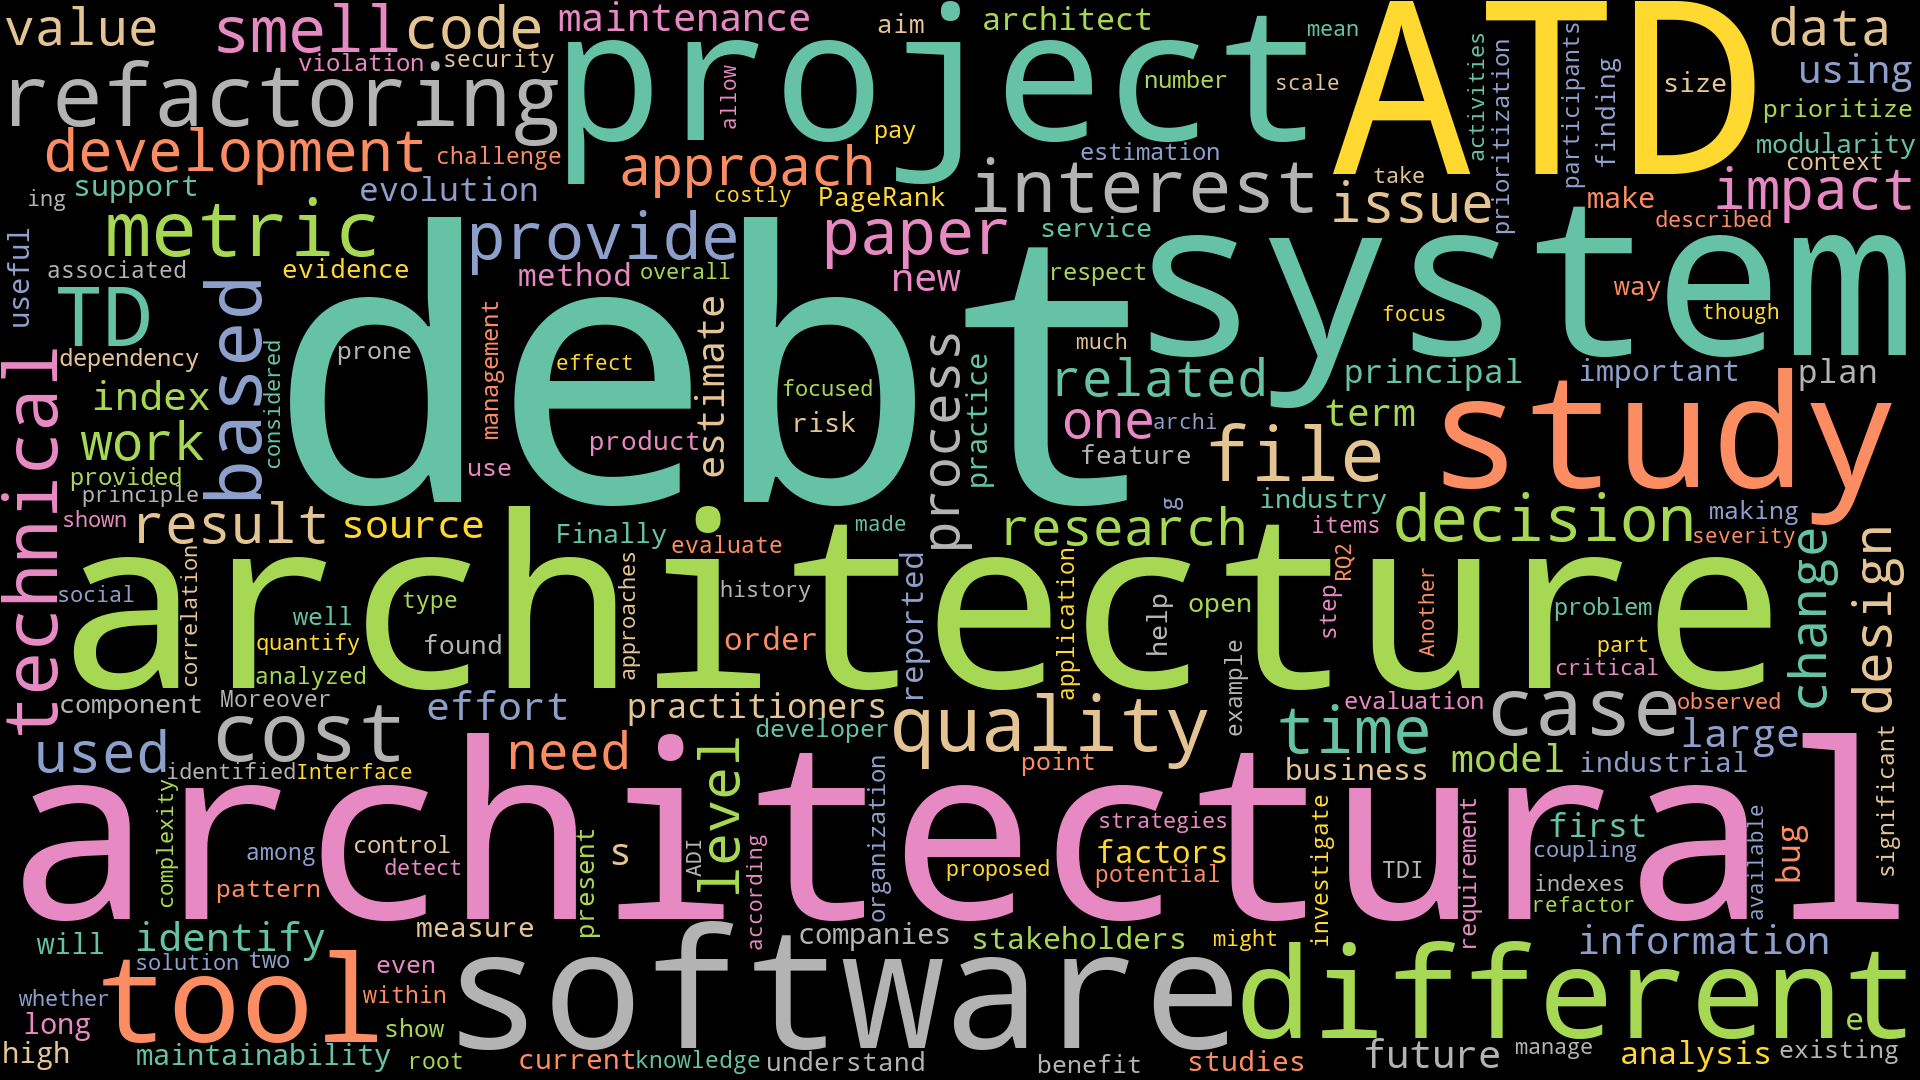 value
smell
code
maintenance
project
aim
architect
mean
ATD
data
violation
security
refactoring
allow
number
scale
activities
prioritization
participants
finding
size
using
prioritize
pay
development
challenge
approach
estimation
modularity
context
ing
support
evolution
costly
PageRank
interest
take
issue
make
impact
described
metric
provide
paper
service
system
useful
associated
evidence
method
overall
new
respect
way
TD
based
debt
management
estimate
focus
though
dependency
considered
prone
effect
process
practice
much
technical
index
focused
related
principal
important
plan
work
risk
one
archi
term
study
product
use
feature
file
provided
principle
g
industry
shown
result
source
Finally
made
research
items
decision
making
severity
evaluate
architecture
correlation
social
type
history
approaches
reported
application
help
open
step
RQ2
Another
problem
change
design
well
quantify
found
order
example
part
critical
analyzed
component
Moreover
cost
effort
practitioners
developer
quality
time
evaluation
case
observed
large
used
identified
Interface
need
level
organization
point
business
model
industrial
significant
complexity
architectural
among
control
detect
present
s
ADI
according
strategies
factors
proposed
potential
investigate
TDI
requirement
first
coupling
indexes
refactor
available
bug
pattern
will
identify
measure
companies
stakeholders
might
information
solution
two
even
software
different
whether
tool
within
long
show
e
high
maintainability
root
current
knowledge
understand
benefit
studies
future
manage
analysis
existing